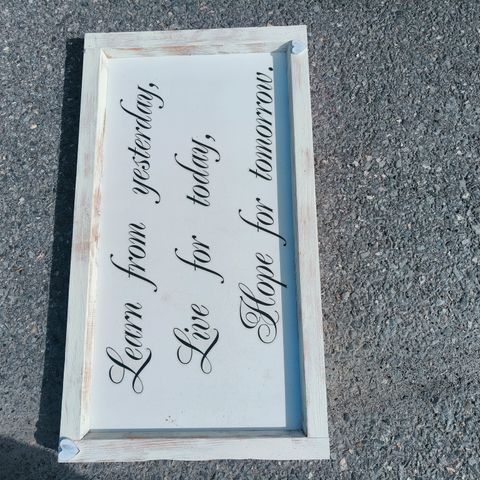 Learn from yesterday,
Live for today,
Hope for tomorrow.